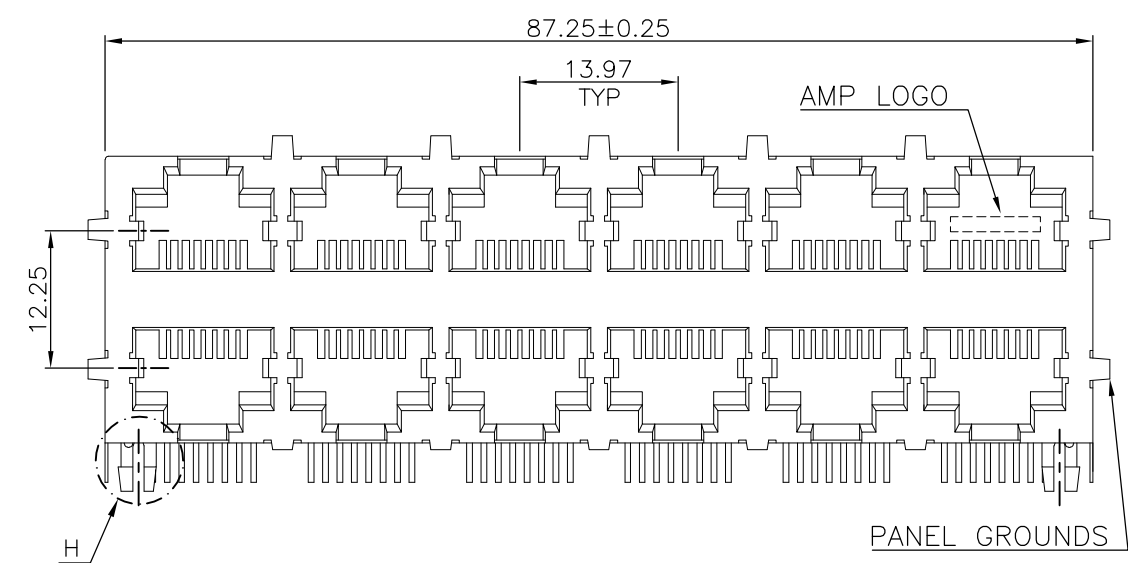 87.25±0.25
13.97
TYP
AMP LOGO
12.25
H
PANEL GROUNDS